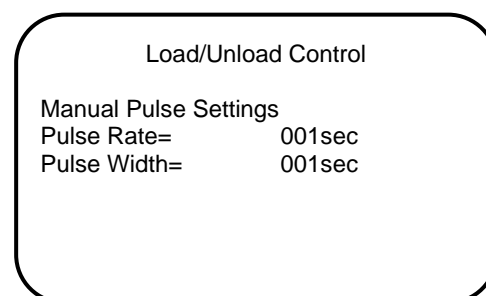 Load/Unload Control
Manual Pulse Settings
Pulse Rate= 001sec
Pulse Width= 001sec